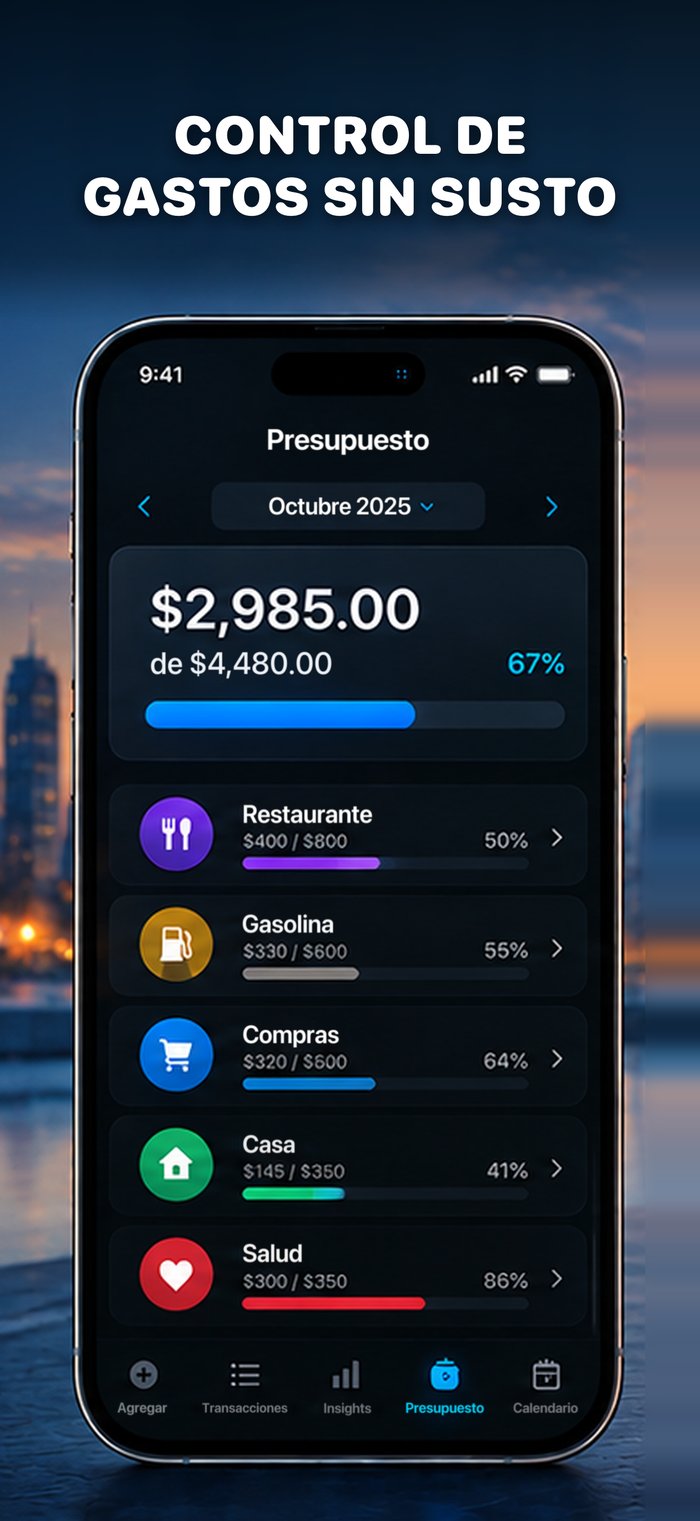 CONTROL DE
GASTOS SIN SUSTO
9:41
Presupuesto
Octubre 2025
$2,985.00
de $4,480.00
67%
Restaurante
$400 / $800
50%
Gasolina
$330 / $600
55%
Compras
$320 / $600
64%
Casa
$145 / $350
41%
Salud
$300 / $350
86%
Agregar
Transacciones
Insights
Presupuesto
Calendario